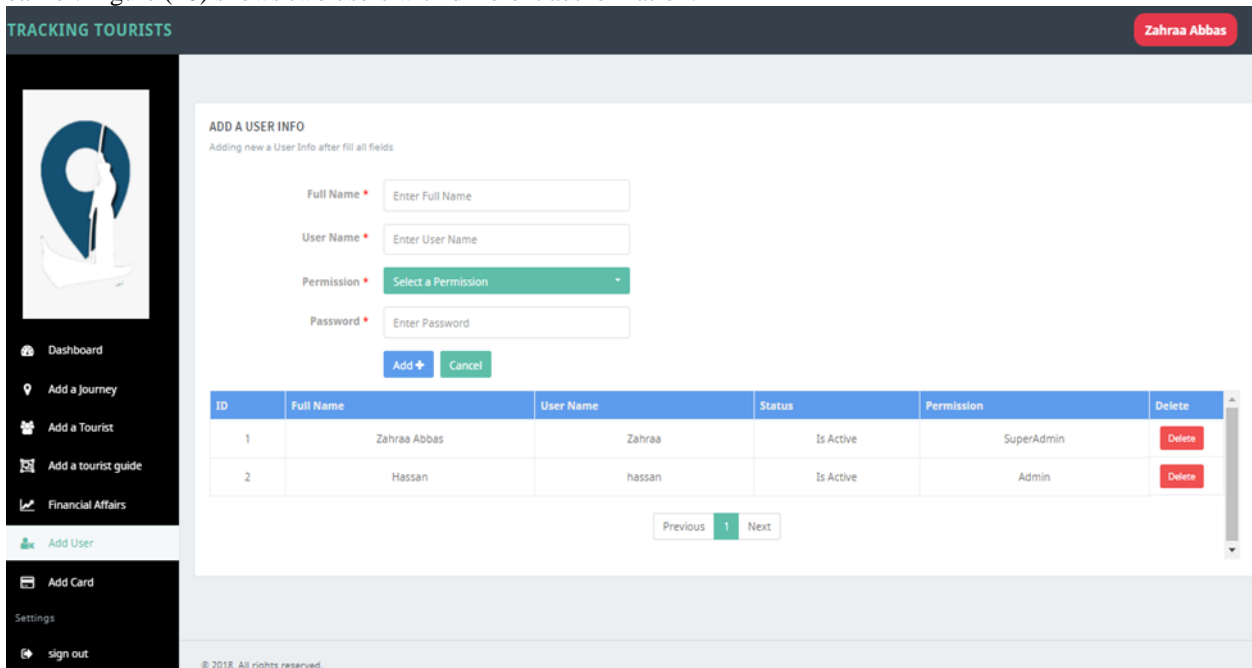 TRACKING TOURISTS
Zahraa Abbas
ADD A USER INFO
Adding new a User Info after fill all fields
Full Name *
Enter Full Name
User Name *
Enter User Name
Permission *
Select a Permission
Password *
Enter Password
Add +
Cancel
Dashboard
Add a Journey
Add a Tourist
Add a tourist guide
Financial Affairs
Add User
Add Card
Settings
sign out
ID Full Name User Name Status Permission Delete
1 Zahraa Abbas Zahraa Is Active SuperAdmin Delete
2 Hassan hassan Is Active Admin Delete
Previous 1 Next
© 2018. All rights reserved.